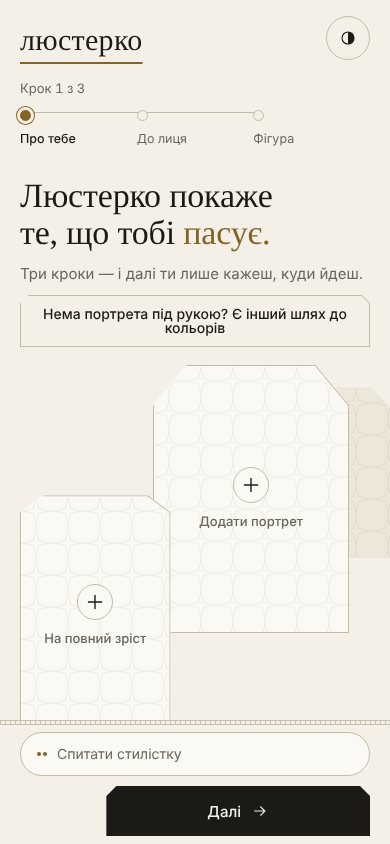 люстерко
Крок 1 з 3
Про тебе
До лиця
Фігура
Люстерко покаже
те, що тобі пасує.
Три кроки — і далі ти лише кажеш, куди йдеш.
Нема портрета під рукою? Є інший шлях до
кольорів
Додати портрет
На повний зріст
Спитати стилістку
Далі →